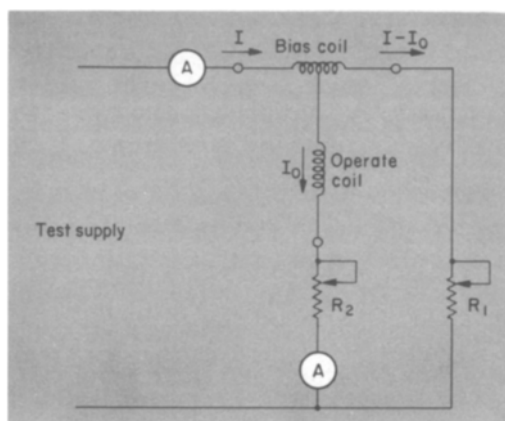 I
Bias coil
I–I₀
A
I₀
Operate
coil
Test supply
R₂
R₁
A